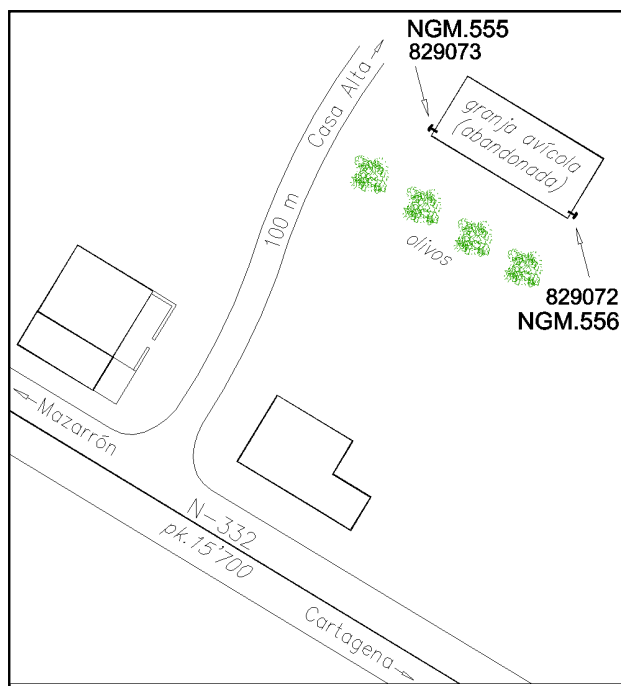 NGM.555
829073
Casa Alta
100 m
granja avícola
(abandonada)
olivos
829072
NGM.556
Mazarrón
N-332
pk.15'700
Cartagena